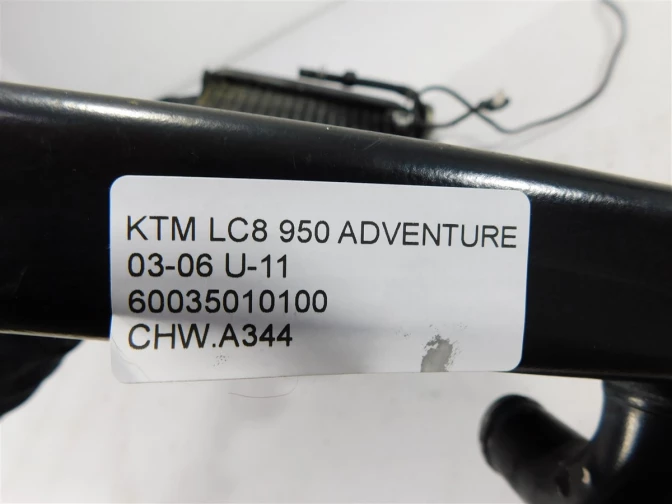 KTM LC8 950 ADVENTURE
03-06 U-11
60035010100
CHW.A344